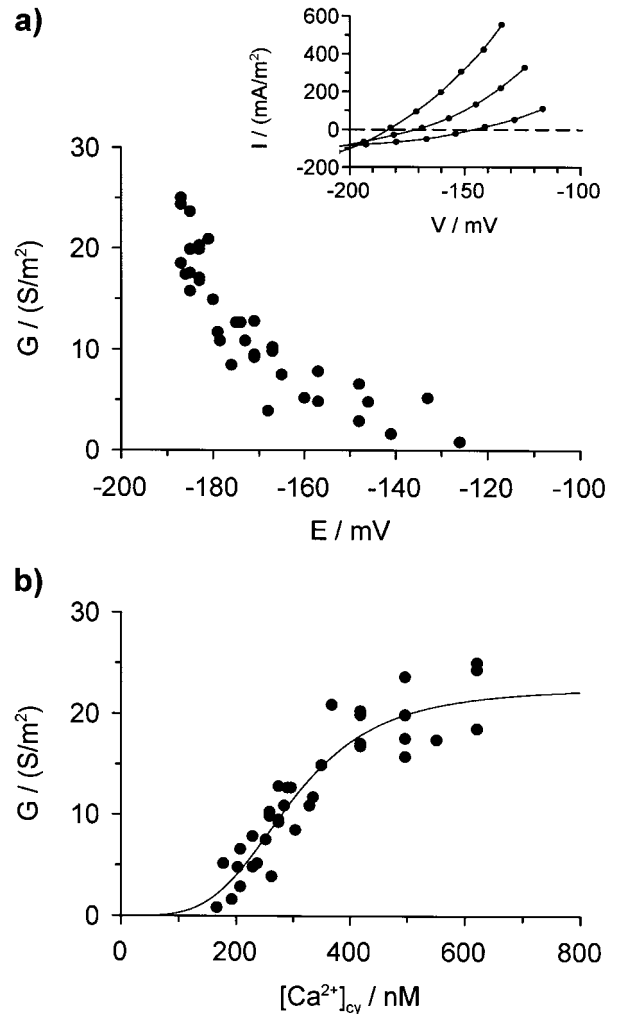 a)
I / (mA/m²)
600
400
200
0
-200
-200 -150 -100
V / mV
G / (S/m²)
30
20
10
0
-200 -180 -160 -140 -120 -100
E / mV
b)
G / (S/m²)
30
20
10
0
0 200 400 600 800
[Ca²⁺]cy / nM